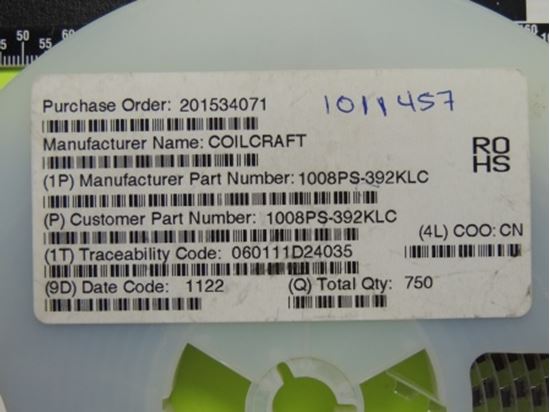 45 50 55
Purchase Order: 201534071 1011457
Manufacturer Name: COILCRAFT
RO
HS
(1P) Manufacturer Part Number: 1008PS-392KLC
(P) Customer Part Number: 1008PS-392KLC
(4L) COO: CN
(1T) Traceability Code: 060111D24035
(9D) Date Code: 1122 (Q) Total Qty: 750